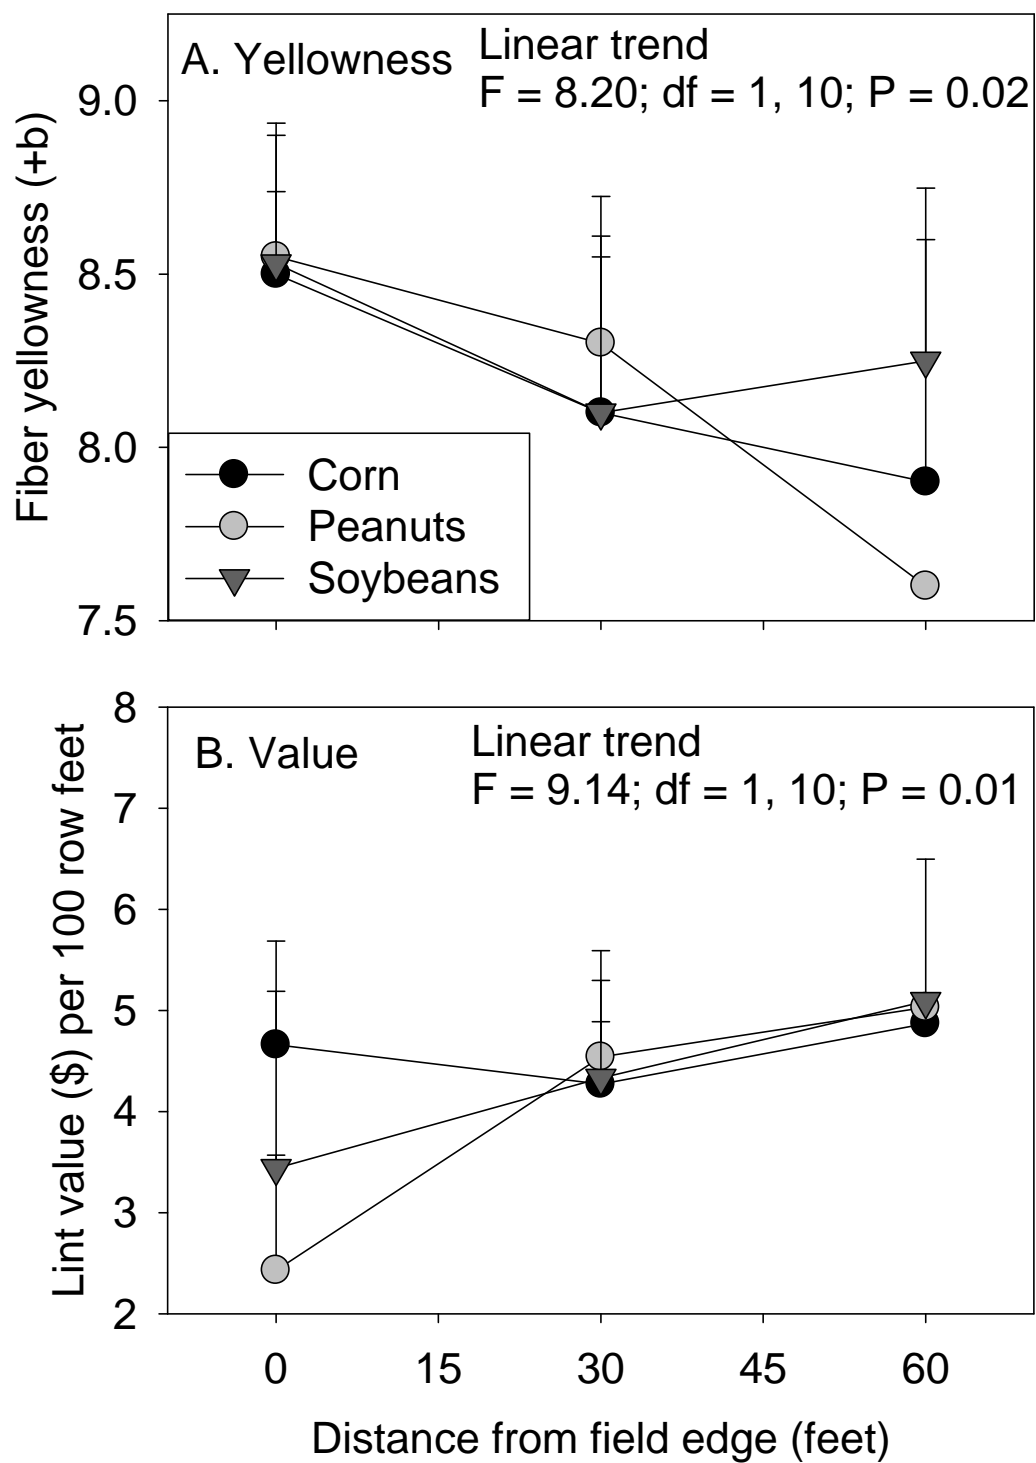 A. Yellowness
Linear trend
F = 8.20; df = 1, 10; P = 0.02
Fiber yellowness (+b)
9.0
8.5
8.0
7.5
Corn
Peanuts
Soybeans
B. Value
Linear trend
F = 9.14; df = 1, 10; P = 0.01
Lint value ($) per 100 row feet
8
7
6
5
4
3
2
0 15 30 45 60
Distance from field edge (feet)